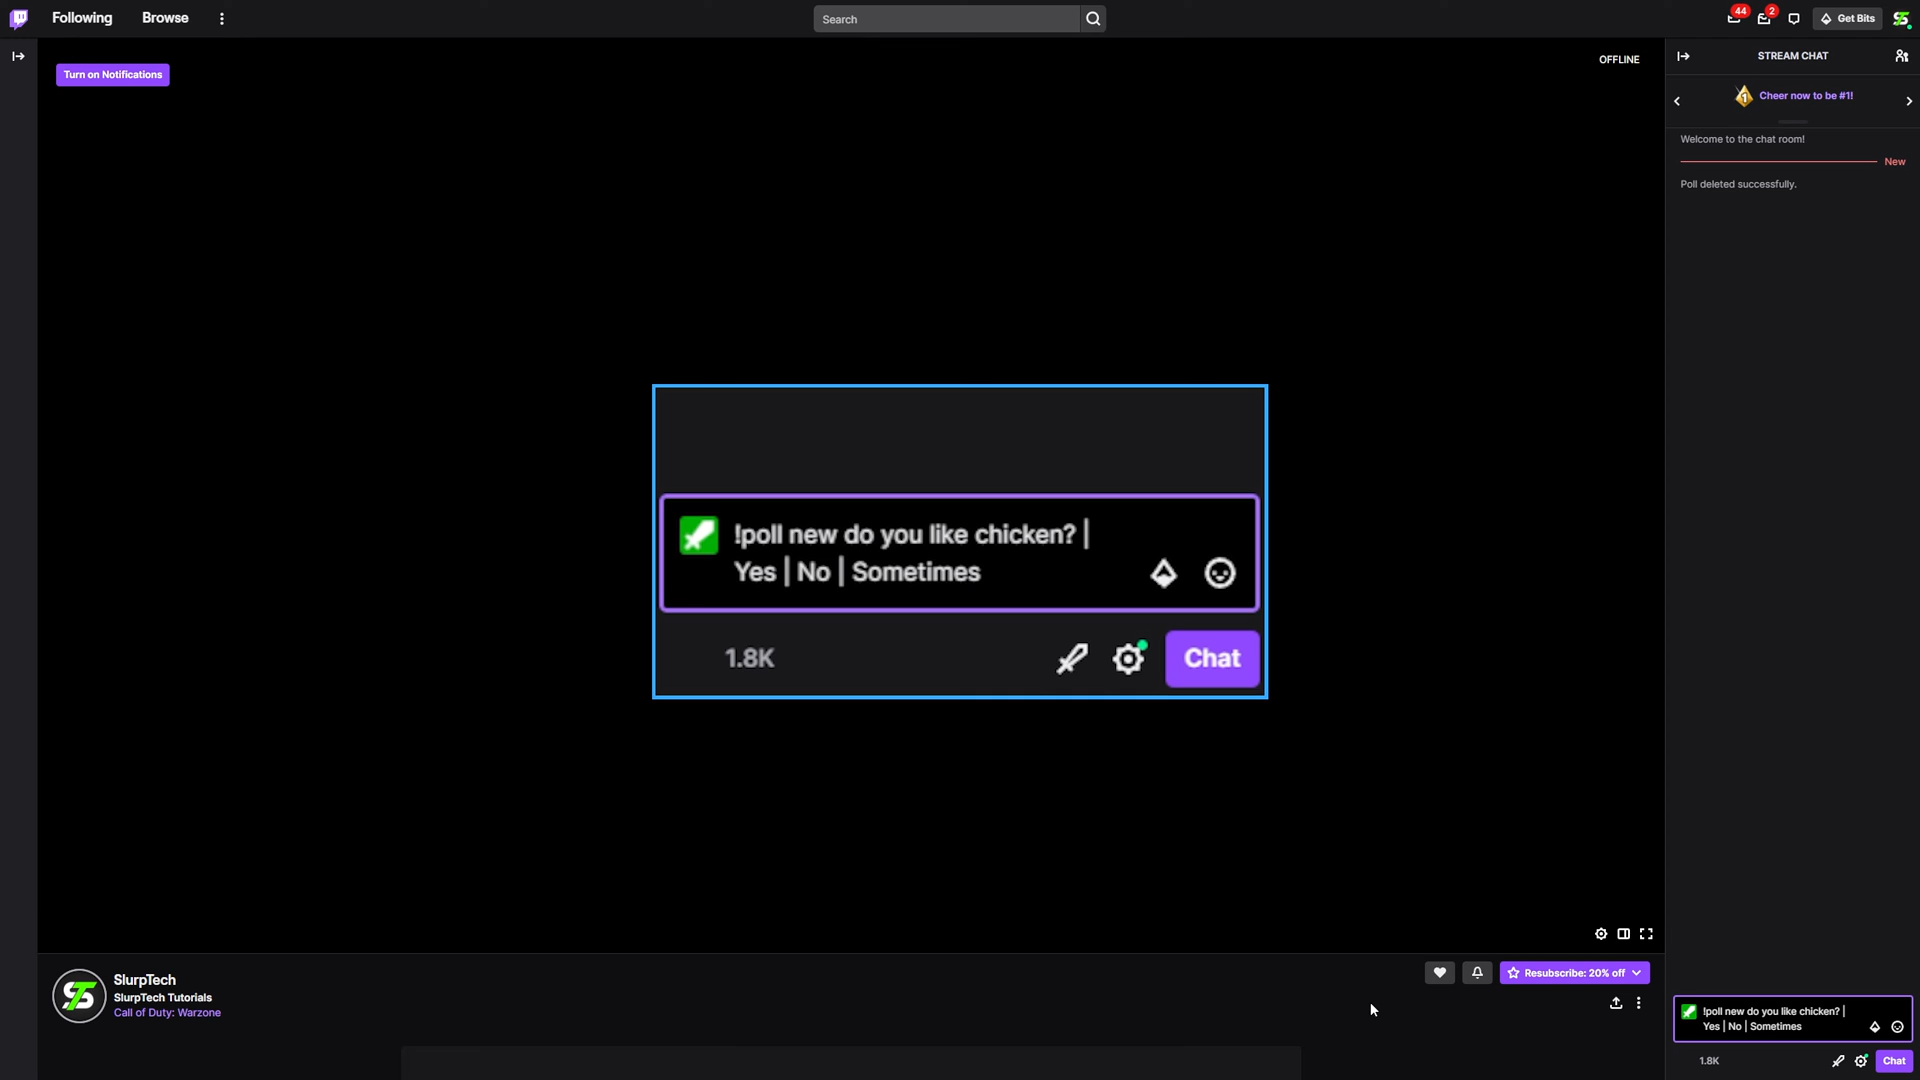 Following
Browse
Search
44
2
Get Bits
Turn on Notifications
OFFLINE
STREAM CHAT
1
Cheer now to be #1!
Welcome to the chat room!
New
Poll deleted successfully.
!poll new do you like chicken? |
Yes | No | Sometimes
1.8K
Chat
SlurpTech
SlurpTech Tutorials
Call of Duty: Warzone
Resubscribe: 20% off
!poll new do you like chicken? |
Yes | No | Sometimes
1.8K
Chat